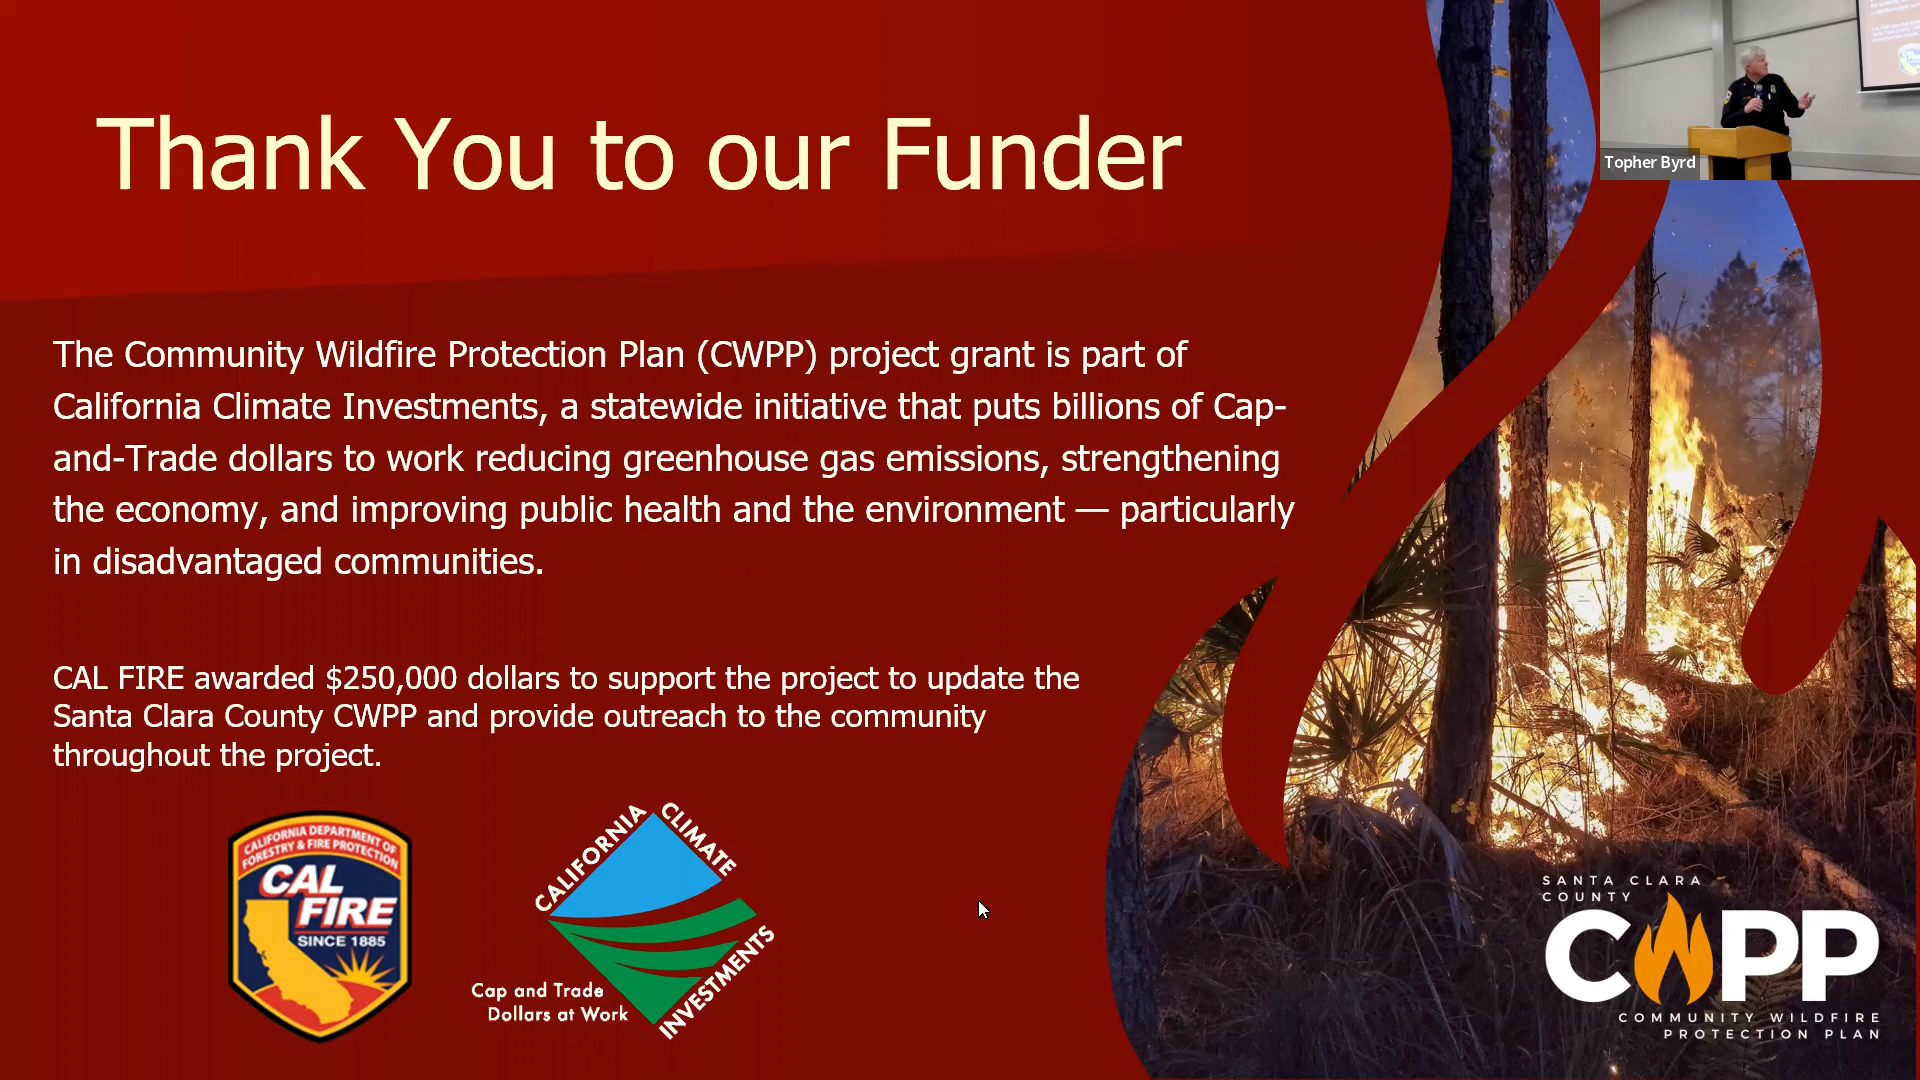 Thank You to our Funder
Topher Byrd
The Community Wildfire Protection Plan (CWPP) project grant is part of
California Climate Investments, a statewide initiative that puts billions of Cap-
and-Trade dollars to work reducing greenhouse gas emissions, strengthening
the economy, and improving public health and the environment — particularly
in disadvantaged communities.
CAL FIRE awarded $250,000 dollars to support the project to update the
Santa Clara County CWPP and provide outreach to the community
throughout the project.
CALIFORNIA DEPARTMENT OF
FORESTRY & FIRE PROTECTION
CAL
FIRE
SINCE 1885
CALIFORNIA CLIMATE
INVESTMENTS
Cap and Trade
Dollars at Work
SANTA CLARA
COUNTY
CWPP
COMMUNITY WILDFIRE
PROTECTION PLAN